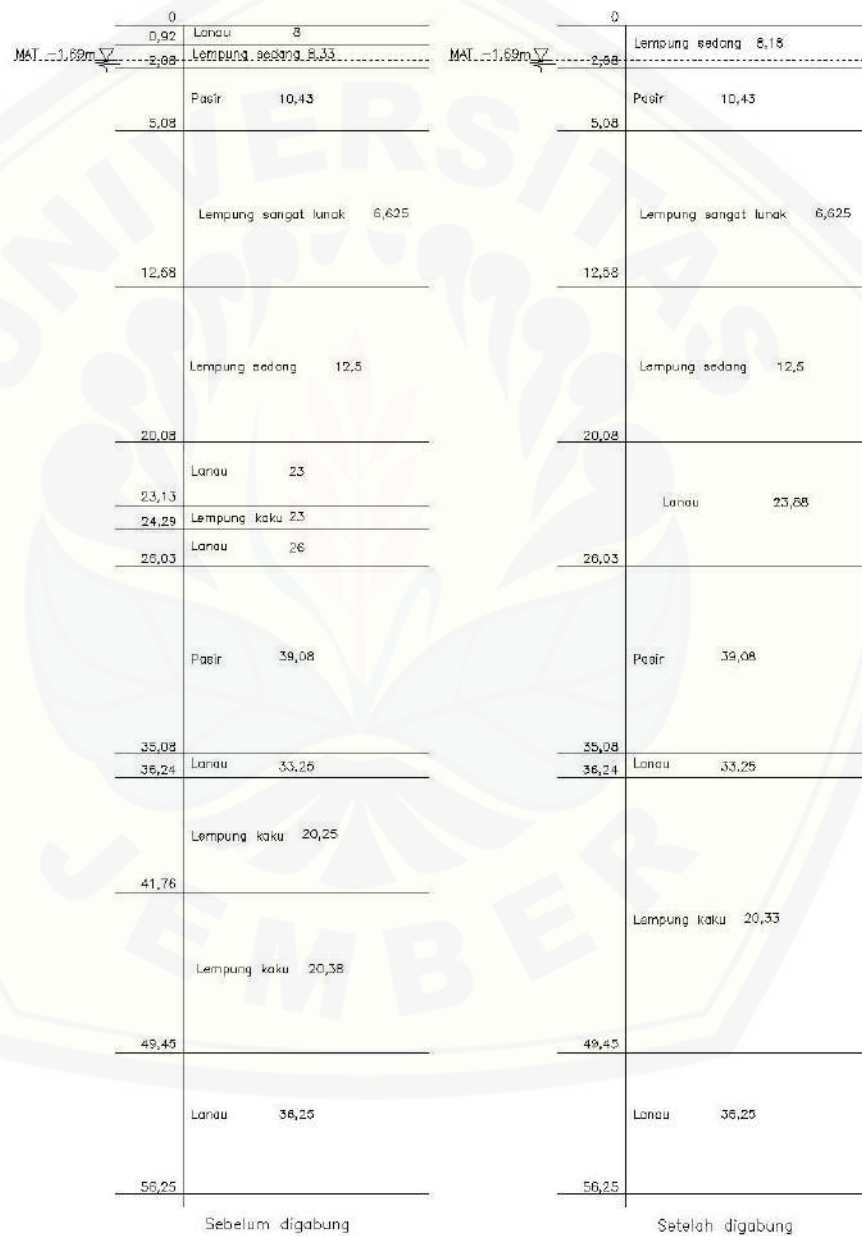 0
0,92 Lanau 8
MAT -1.69m
2,08 Lempung sedang 8.33
Pasir 10,43
5,08
Lempung sangat lunak 6,625
12,58
Lempung sedang 12,5
20,08
Lanau 23
23,13
Lempung kaku 23
24,29
Lanau 26
26,03
Pasir 39,08
35,08
Lanau 33.25
36,24
Lempung kaku 20,25
41,76
Lempung kaku 20,38
49,45
Lanau 36,25
56,25
Sebelum digabung
0
Lempung sedang 8,18
MAT -1.69m
2,08
Pasir 10,43
5,08
Lempung sangat lunak 6,625
12,58
Lempung sedang 12,5
20,08
Lanau 23,88
26,03
Pasir 39,08
35,08
Lanau 33.25
36,24
Lempung kaku 20,33
49,45
Lanau 36,25
56,25
Setelah digabung
UNIVERSITAS
JEMBER